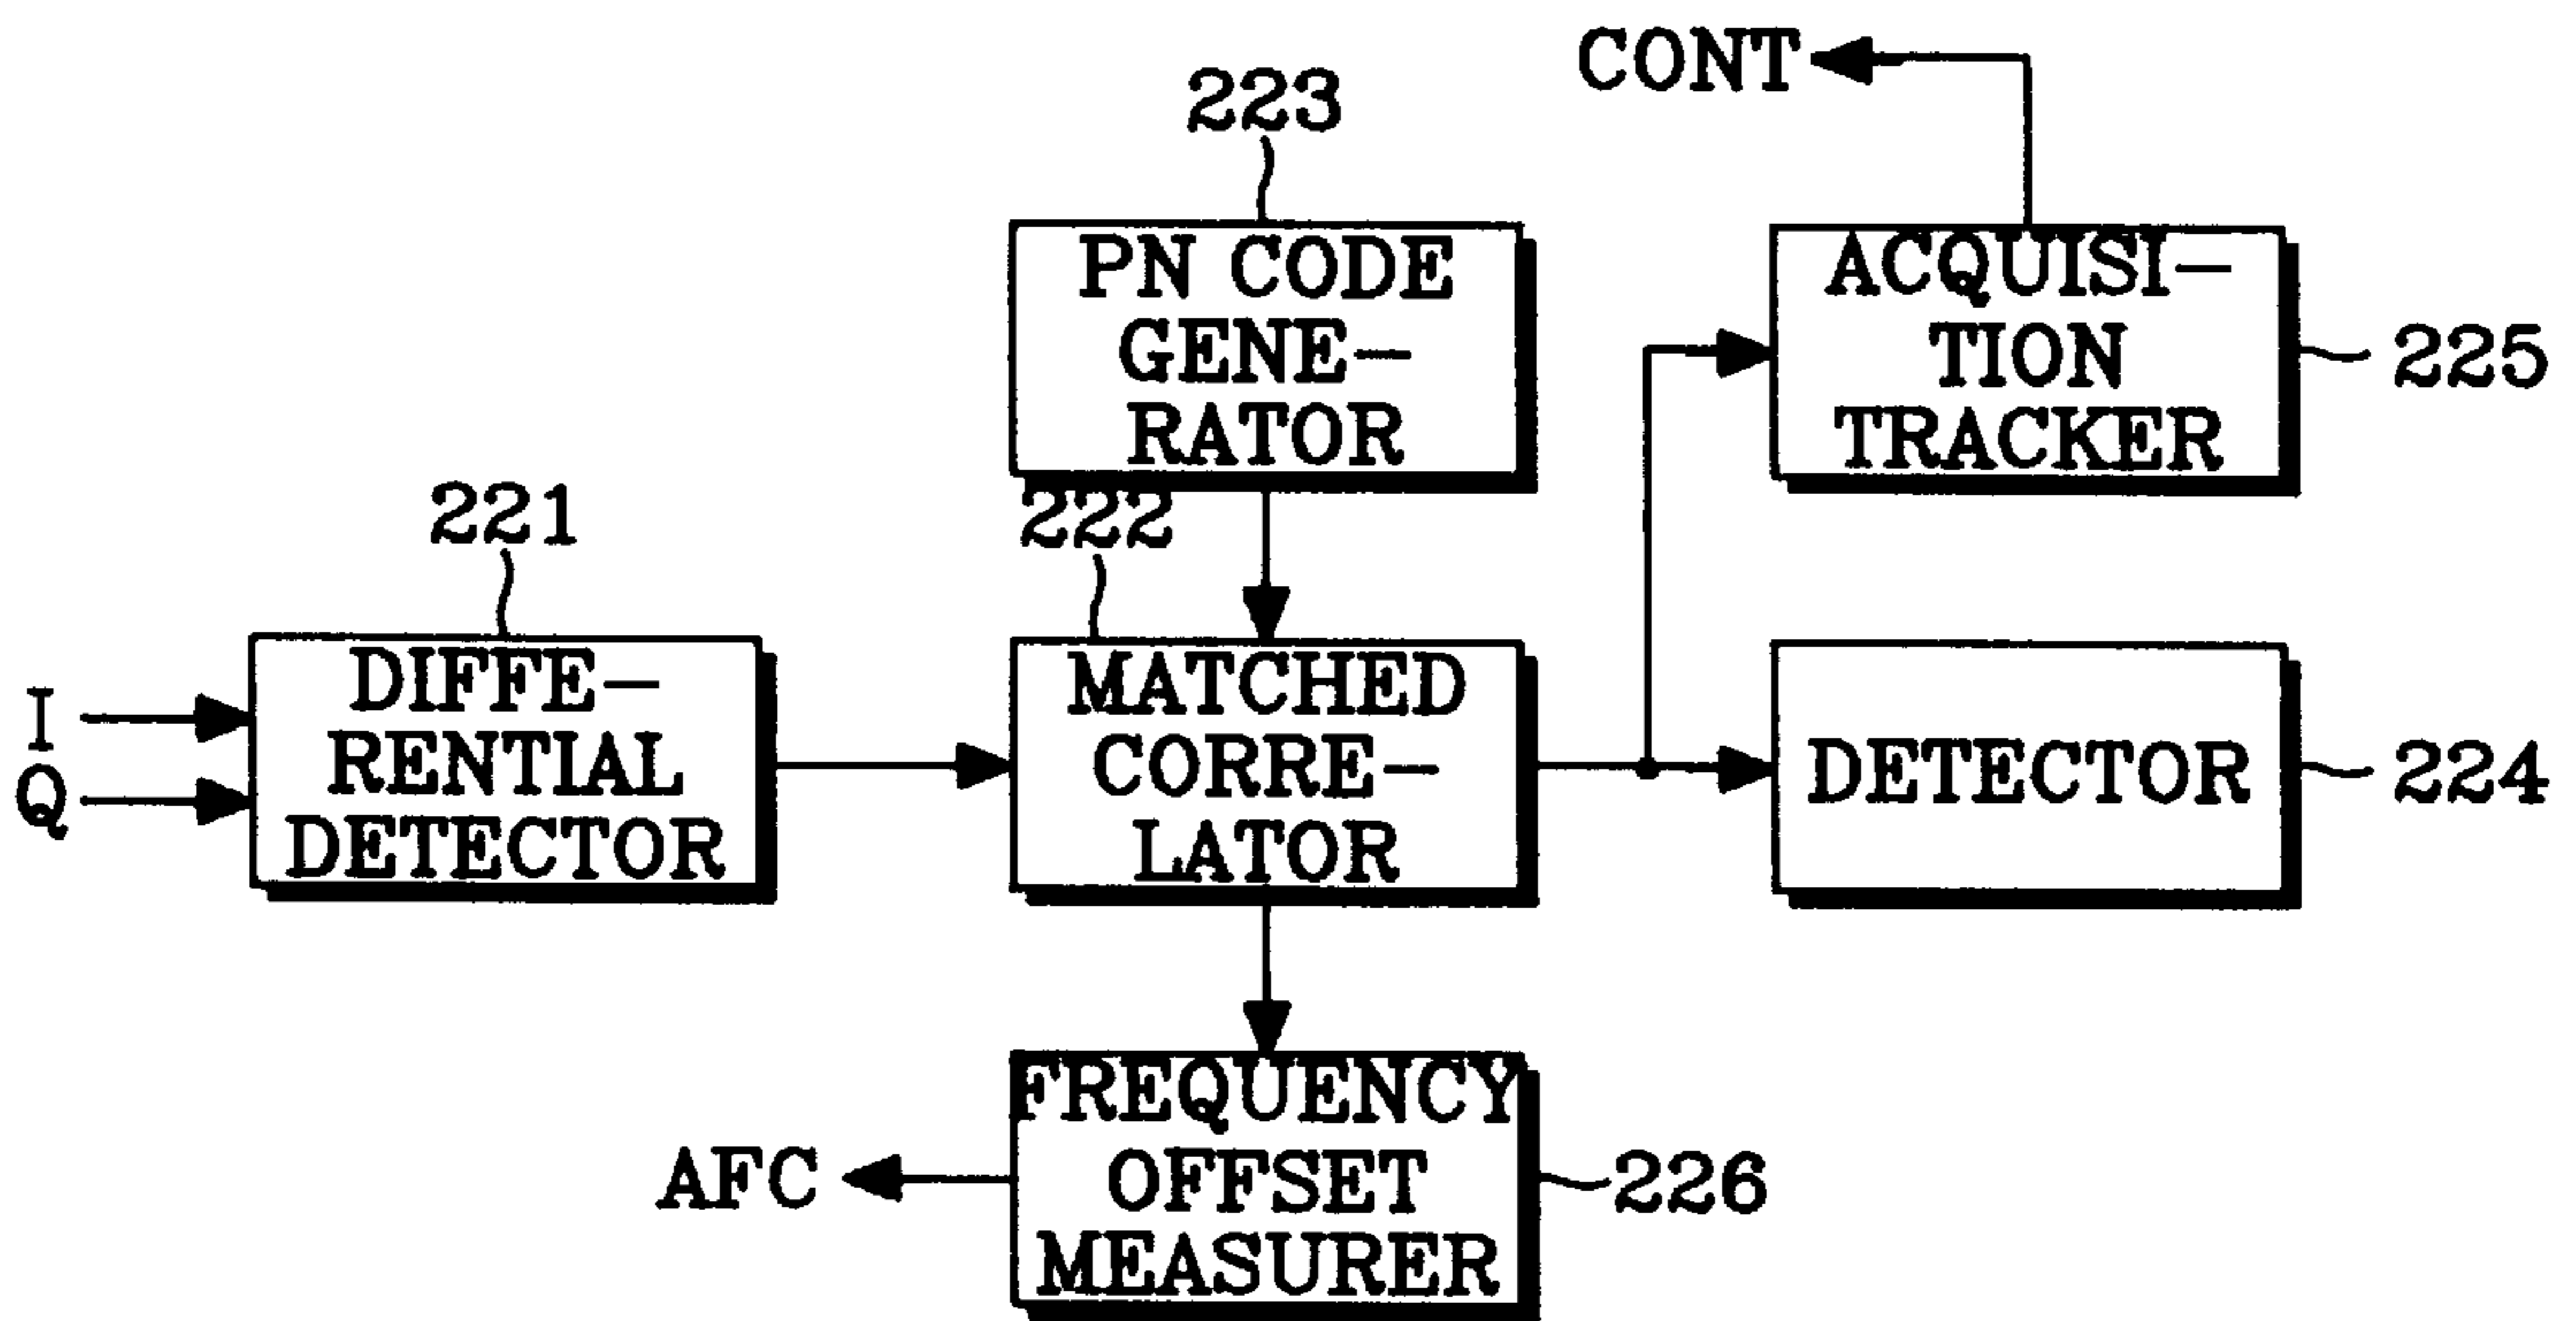 CONT
223
PN CODE
GENE-
RATOR
ACQUISI-
TION
TRACKER
225
221
222
I
Q
DIFFE-
RENTIAL
DETECTOR
MATCHED
CORRE-
LATOR
DETECTOR
224
FREQUENCY
OFFSET
MEASURER
AFC
226